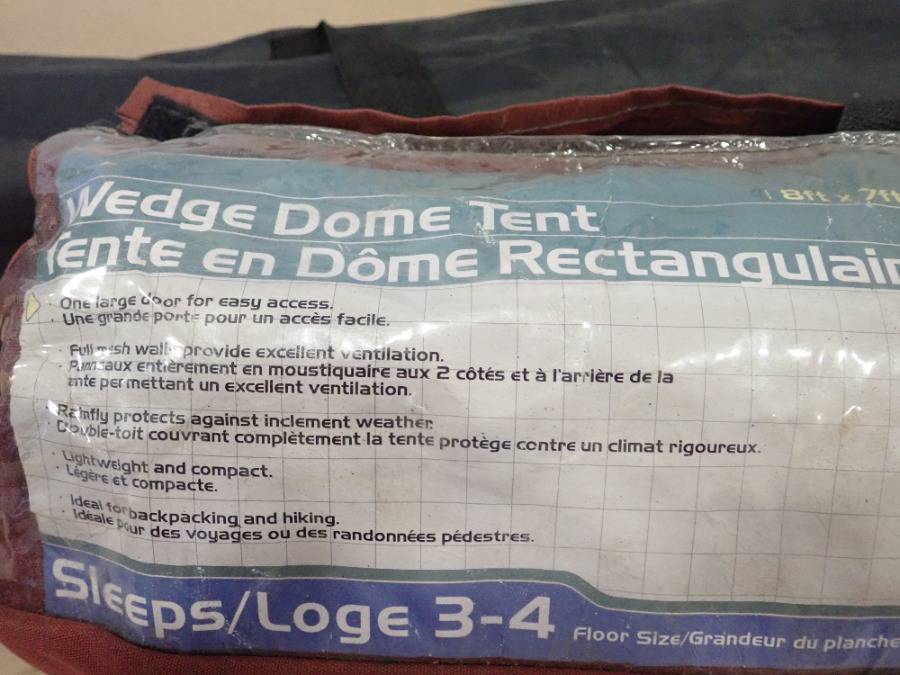 8ft x 7ft
Wedge Dome Tent
Tente en Dôme Rectangulair
· One large door for easy access.
· Une grande porte pour un accès facile.
· Full mesh walls provide excellent ventilation.
· Panneaux entièrement en moustiquaire aux 2 côtés et à l'arrière de la
tente permettant un excellent ventilation.
· Rainfly protects against inclement weather.
· Double-toit couvrant complètement la tente protège contre un climat rigoureux.
· Lightweight and compact.
· Légère et compacte.
· Ideal for backpacking and hiking.
· Idéale pour des voyages ou des randonnées pédestres.
Sleeps/Loge 3-4 Floor Size/Grandeur du planche